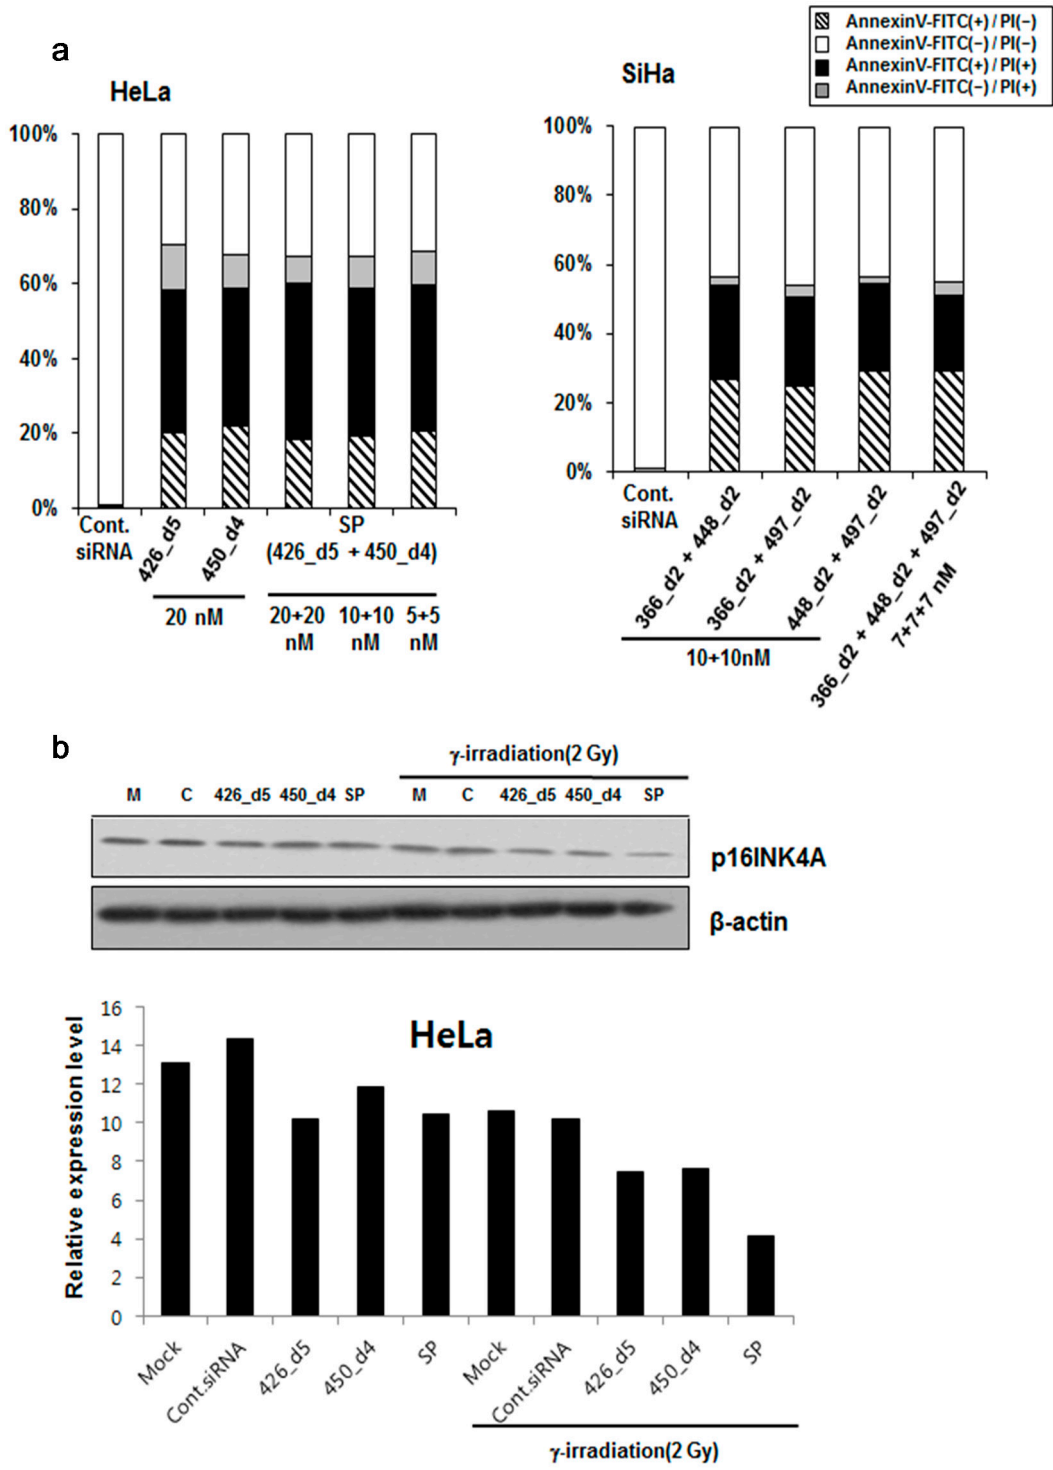 a
AnnexinV-FITC(+) / PI(−)
AnnexinV-FITC(−) / PI(−)
AnnexinV-FITC(+) / PI(+)
AnnexinV-FITC(−) / PI(+)
HeLa
100%
80%
60%
40%
20%
0%
Cont.
siRNA
426_d5
450_d4
SP
(426_d5 + 450_d4)
20 nM
20+20
nM
10+10
nM
5+5
nM
SiHa
100%
80%
60%
40%
20%
0%
Cont.
siRNA
366_d2 + 448_d2
366_d2 + 497_d2
448_d2 + 497_d2
366_d2 + 448_d2 + 497_d2
7+7+7 nM
10+10nM
b
γ-irradiation(2 Gy)
M C 426_d5 450_d4 SP M C 426_d5 450_d4 SP
p16INK4A
β-actin
HeLa
Relative expression level
16
14
12
10
8
6
4
2
0
Mock
Cont.siRNA
426_d5
450_d4
SP
Mock
Cont.siRNA
426_d5
450_d4
SP
γ-irradiation(2 Gy)